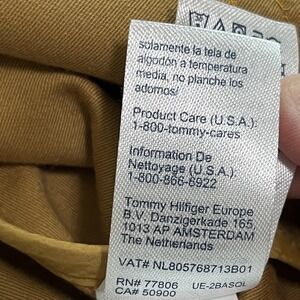 solamente la tela de
algodón a temperatura
media, no planche los
adornos!
Product Care (U.S.A.):
1-800-tommy-cares
Information De
Nettoyage (U.S.A.):
1-800-866-8922
Tommy Hilfiger Europe
B.V. Danzigerkade 165
1013 AP AMSTERDAM
The Netherlands
VAT# NL805768713B01
RN# 77806 UE-2BASOL
CA# 50900